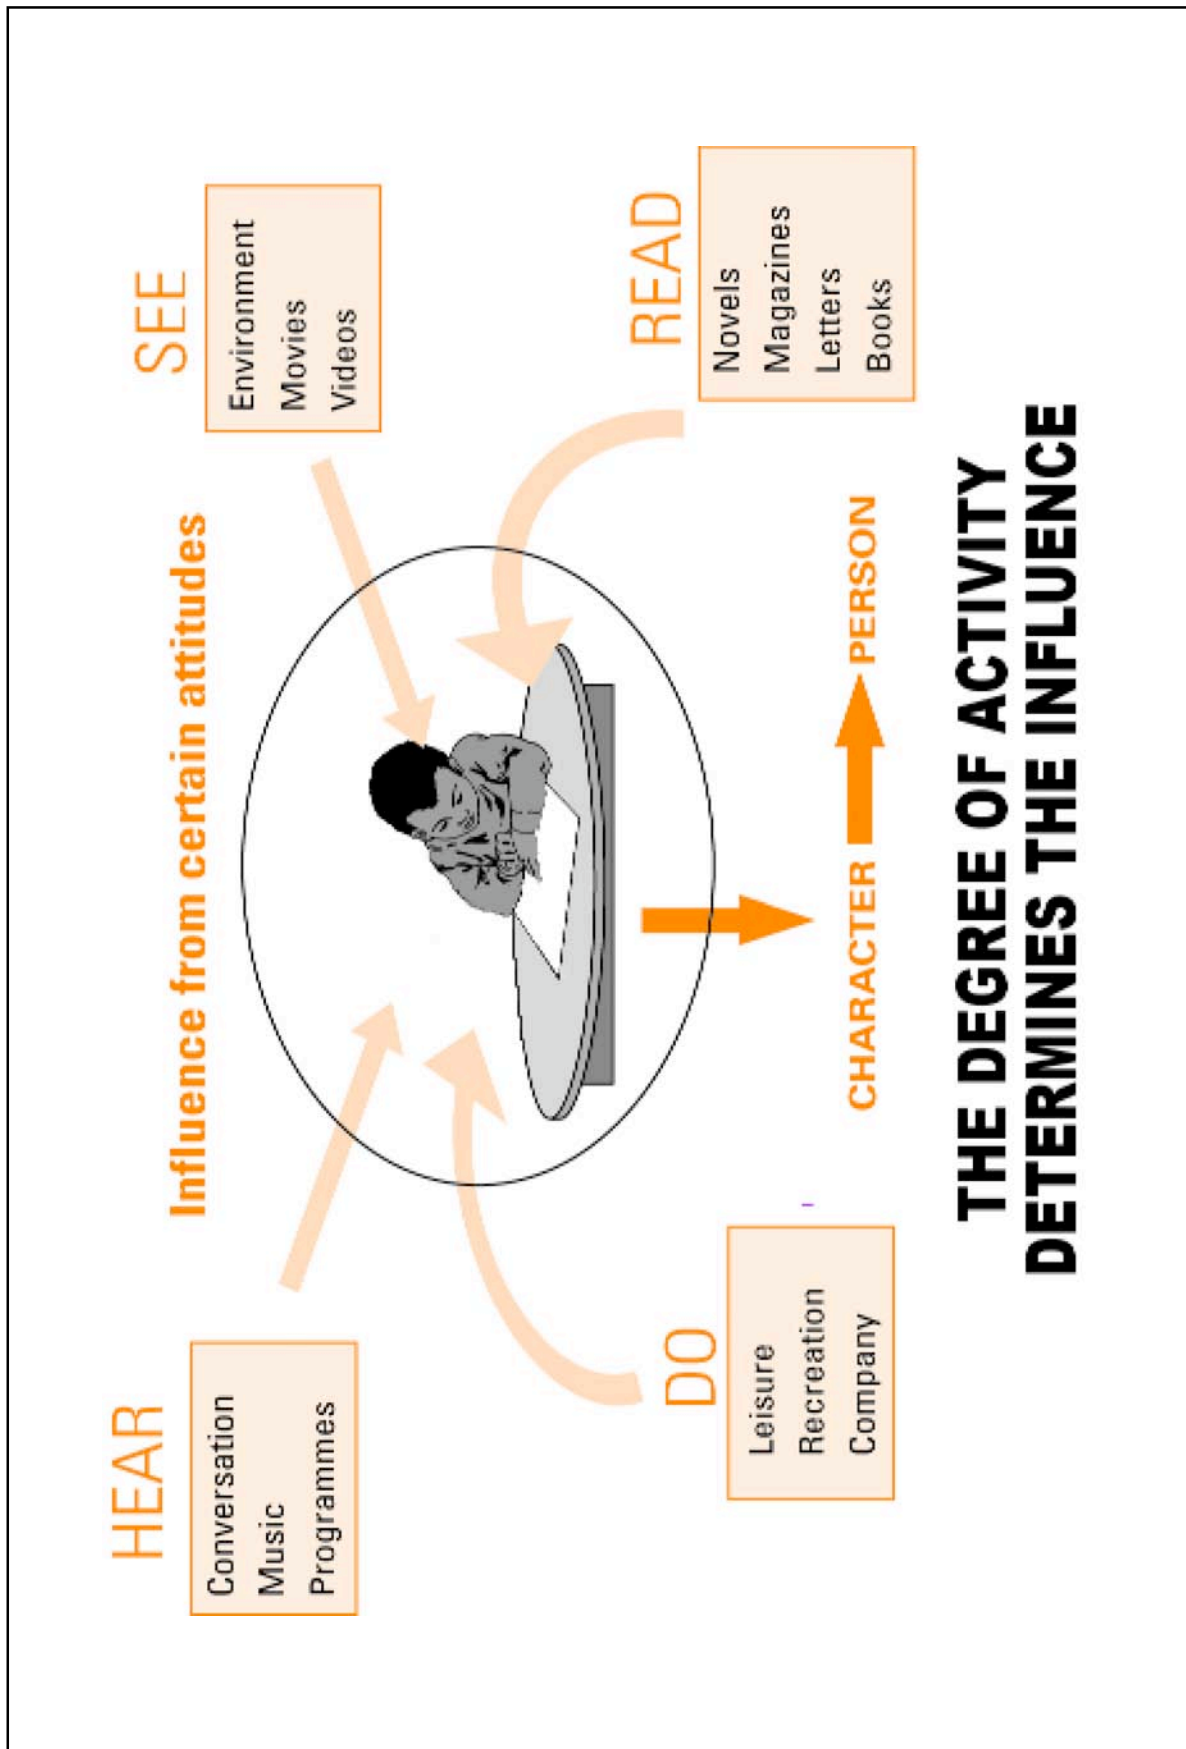 Influence from certain attitudes
HEAR
Conversation
Music
Programmes
SEE
Environment
Movies
Videos
DO
Leisure
Recreation
Company
READ
Novels
Magazines
Letters
Books
CHARACTER
PERSON
THE DEGREE OF ACTIVITY
DETERMINES THE INFLUENCE